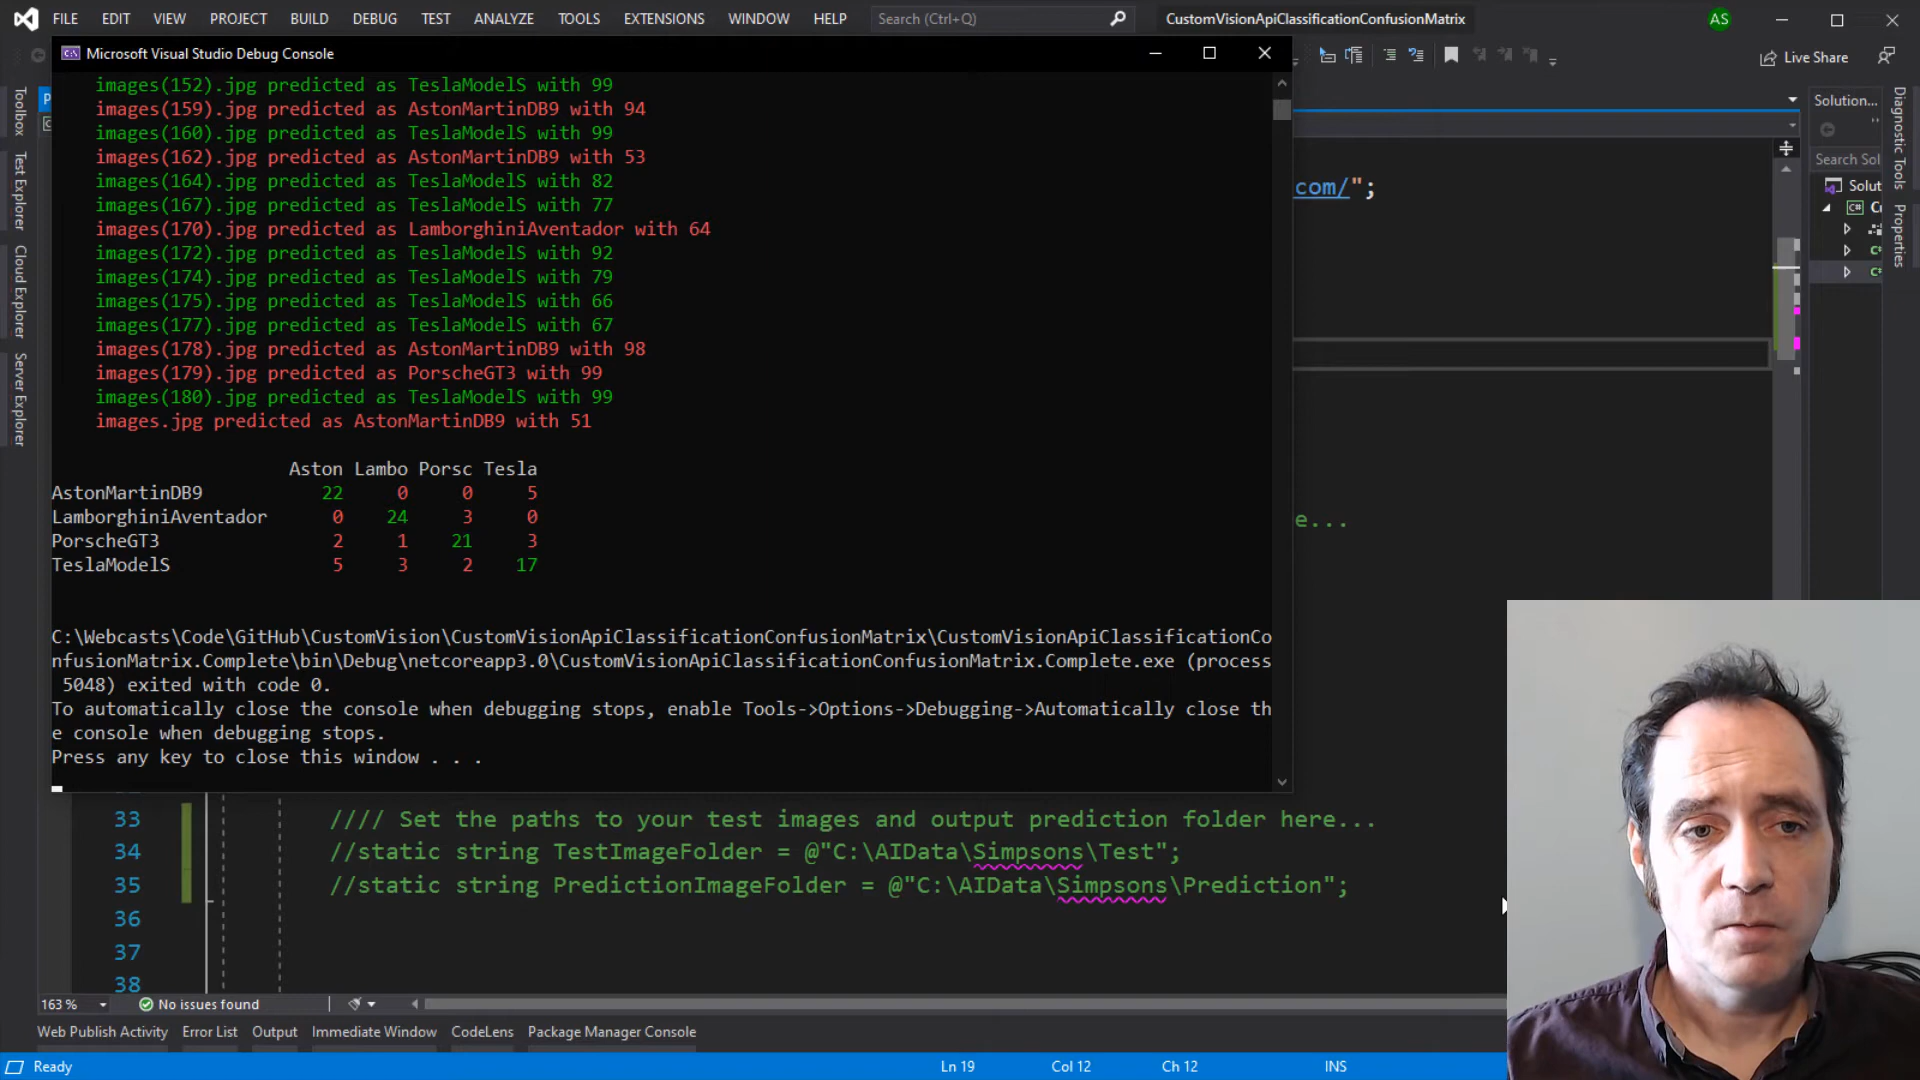 FILE EDIT VIEW PROJECT BUILD DEBUG TEST ANALYZE TOOLS EXTENSIONS WINDOW HELP Search (Ctrl+Q) CustomVisionApiClassificationConfusionMatrix AS
Microsoft Visual Studio Debug Console
Live Share
images(152).jpg predicted as TeslaModelS with 99
images(159).jpg predicted as AstonMartinDB9 with 94
images(160).jpg predicted as TeslaModelS with 99
images(162).jpg predicted as AstonMartinDB9 with 53
images(164).jpg predicted as TeslaModelS with 82
images(167).jpg predicted as TeslaModelS with 77
images(170).jpg predicted as LamborghiniAventador with 64
images(172).jpg predicted as TeslaModelS with 92
images(174).jpg predicted as TeslaModelS with 79
images(175).jpg predicted as TeslaModelS with 66
images(177).jpg predicted as TeslaModelS with 67
images(178).jpg predicted as AstonMartinDB9 with 98
images(179).jpg predicted as PorscheGT3 with 99
images(180).jpg predicted as TeslaModelS with 99
images.jpg predicted as AstonMartinDB9 with 51
Aston Lambo Porsc Tesla
AstonMartinDB9 22 0 0 5
LamborghiniAventador 0 24 3 0
PorscheGT3 2 1 21 3
TeslaModelS 5 3 2 17
C:\Webcasts\Code\GitHub\CustomVision\CustomVisionApiClassificationConfusionMatrix\CustomVisionApiClassificationCo
nfusionMatrix.Complete\bin\Debug\netcoreapp3.0\CustomVisionApiClassificationConfusionMatrix.Complete.exe (process
5048) exited with code 0.
To automatically close the console when debugging stops, enable Tools->Options->Debugging->Automatically close th
e console when debugging stops.
Press any key to close this window . . .
com/";
e...
33 //// Set the paths to your test images and output prediction folder here...
34 //static string TestImageFolder = @"C:\AIData\Simpsons\Test";
35 //static string PredictionImageFolder = @"C:\AIData\Simpsons\Prediction";
36
37
38
163 % No issues found
Web Publish Activity Error List Output Immediate Window CodeLens Package Manager Console
Ready Ln 19 Col 12 Ch 12 INS
Toolbox
Test Explorer
Cloud Explorer
Server Explorer
Solution...
Search Sol
Solut
Diagnostic Tools
Properties